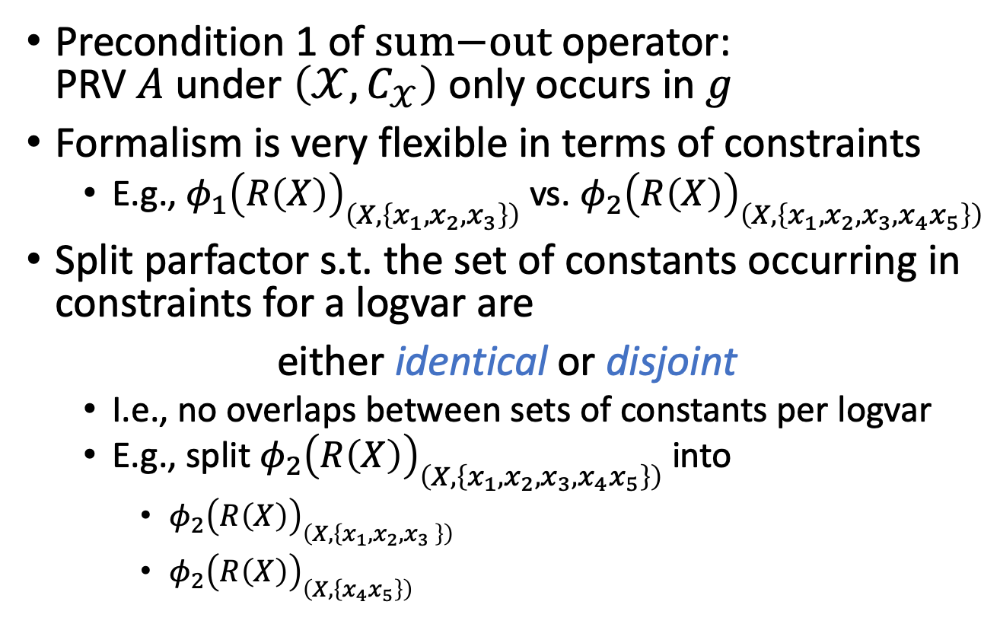 • Precondition 1 of sum−out operator:
PRV A under (𝒳, C_𝒳) only occurs in g
• Formalism is very flexible in terms of constraints
• E.g., ϕ₁(R(X))_(X,{x₁,x₂,x₃}) vs. ϕ₂(R(X))_(X,{x₁,x₂,x₃,x₄x₅})
• Split parfactor s.t. the set of constants occurring in
constraints for a logvar are
either identical or disjoint
• I.e., no overlaps between sets of constants per logvar
• E.g., split ϕ₂(R(X))_(X,{x₁,x₂,x₃,x₄x₅}) into
• ϕ₂(R(X))_(X,{x₁,x₂,x₃ })
• ϕ₂(R(X))_(X,{x₄x₅})